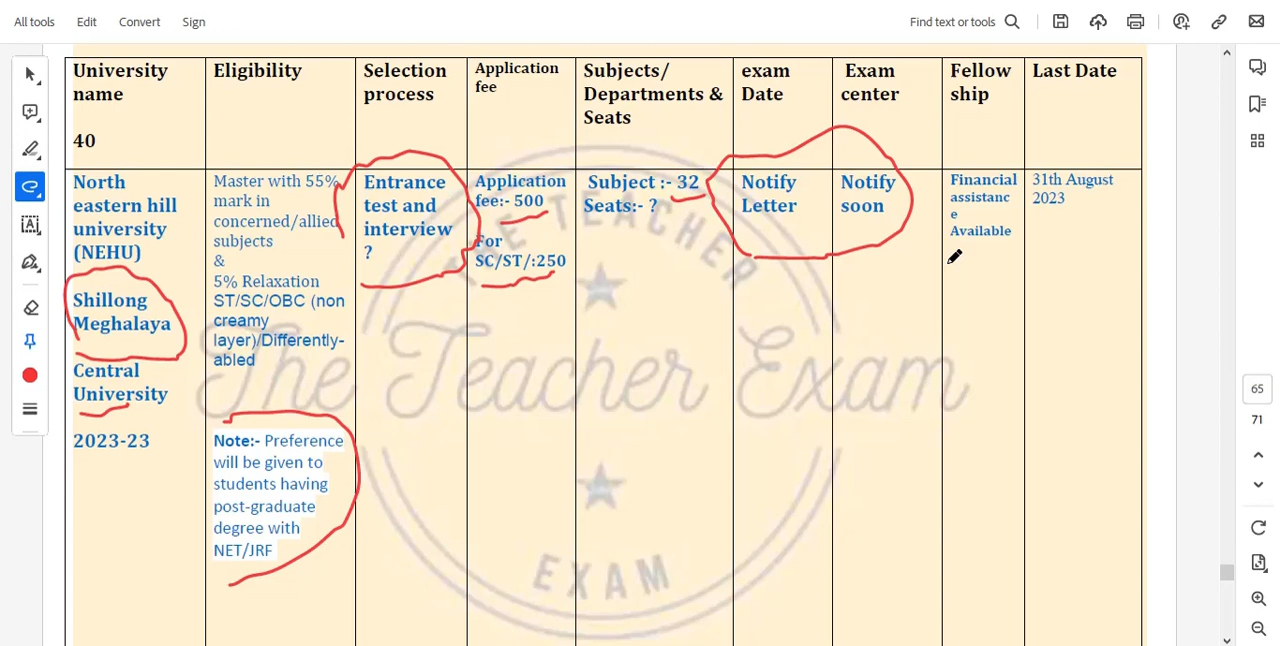 All tools Edit Convert Sign Find text or tools
University name
40
Eligibility
Selection process
Application fee
Subjects/
Departments &
Seats
exam
Date
Exam
center
Fellow
ship
Last Date
North
eastern hill
university
(NEHU)
Shillong
Meghalaya
Central
University
2023-23
Master with 55%
mark in
concerned/allied
subjects
&
5% Relaxation
ST/SC/OBC (non
creamy
layer)/Differently-
abled
Note:- Preference
will be given to
students having
post-graduate
degree with
NET/JRF
Entrance
test and
interview
?
Application
fee:- 500
For
SC/ST/:250
Subject :- 32
Seats:- ?
Notify
Letter
Notify
soon
Financial
assistanc
e
Available
31th August
2023
THE TEACHER
The Teacher Exam
EXAM
65
71